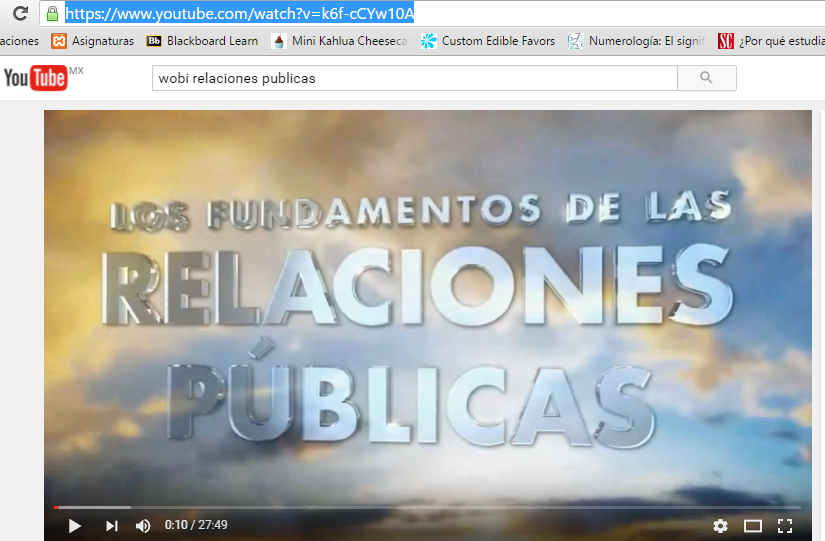 https://www.youtube.com/watch?v=k6f-cCYw10A
aciones Asignaturas Bb Blackboard Learn Mini Kahlua Cheeseca Custom Edible Favors Numerología: El signif SC ¿Por qué estudia
YouTube MX
wobi relaciones publicas
LOS FUNDAMENTOS DE LAS
RELACIONES
PÚBLICAS
0:10 / 27:49